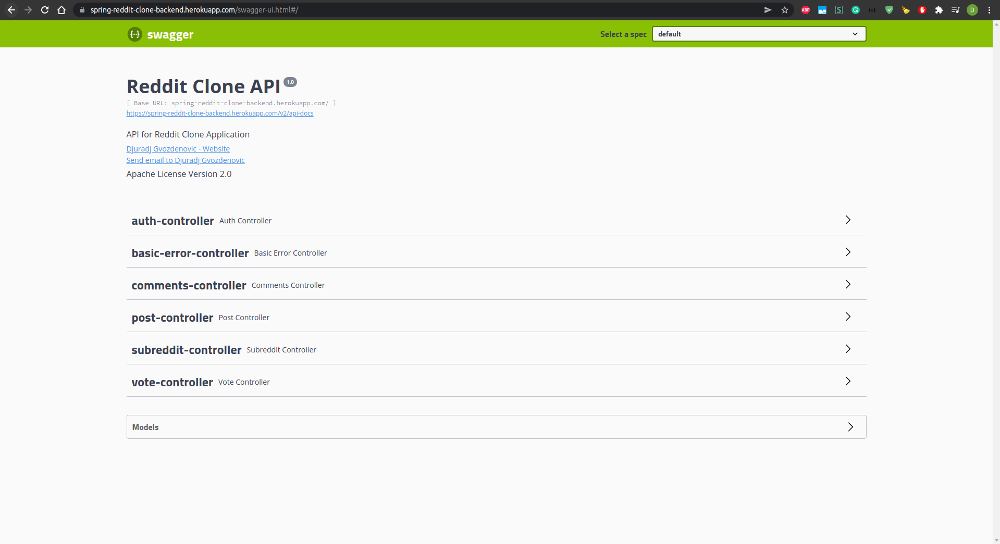 spring-reddit-clone-backend.herokuapp.com/swagger-ui.html#/
ABP
S
G
D
{···} swagger
Select a spec
default
Reddit Clone API 1.0
[ Base URL: spring-reddit-clone-backend.herokuapp.com/ ]
https://spring-reddit-clone-backend.herokuapp.com/v2/api-docs
API for Reddit Clone Application
Djuradj Gvozdenovic - Website
Send email to Djuradj Gvozdenovic
Apache License Version 2.0
auth-controller Auth Controller
basic-error-controller Basic Error Controller
comments-controller Comments Controller
post-controller Post Controller
subreddit-controller Subreddit Controller
vote-controller Vote Controller
Models